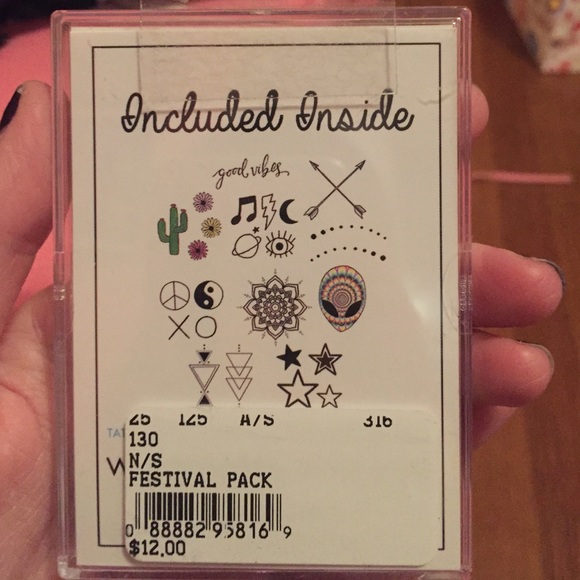 Included Inside
good vibes
25 125 A/S 316
130
N/S
FESTIVAL PACK
0 88882 95816 9
$12.00